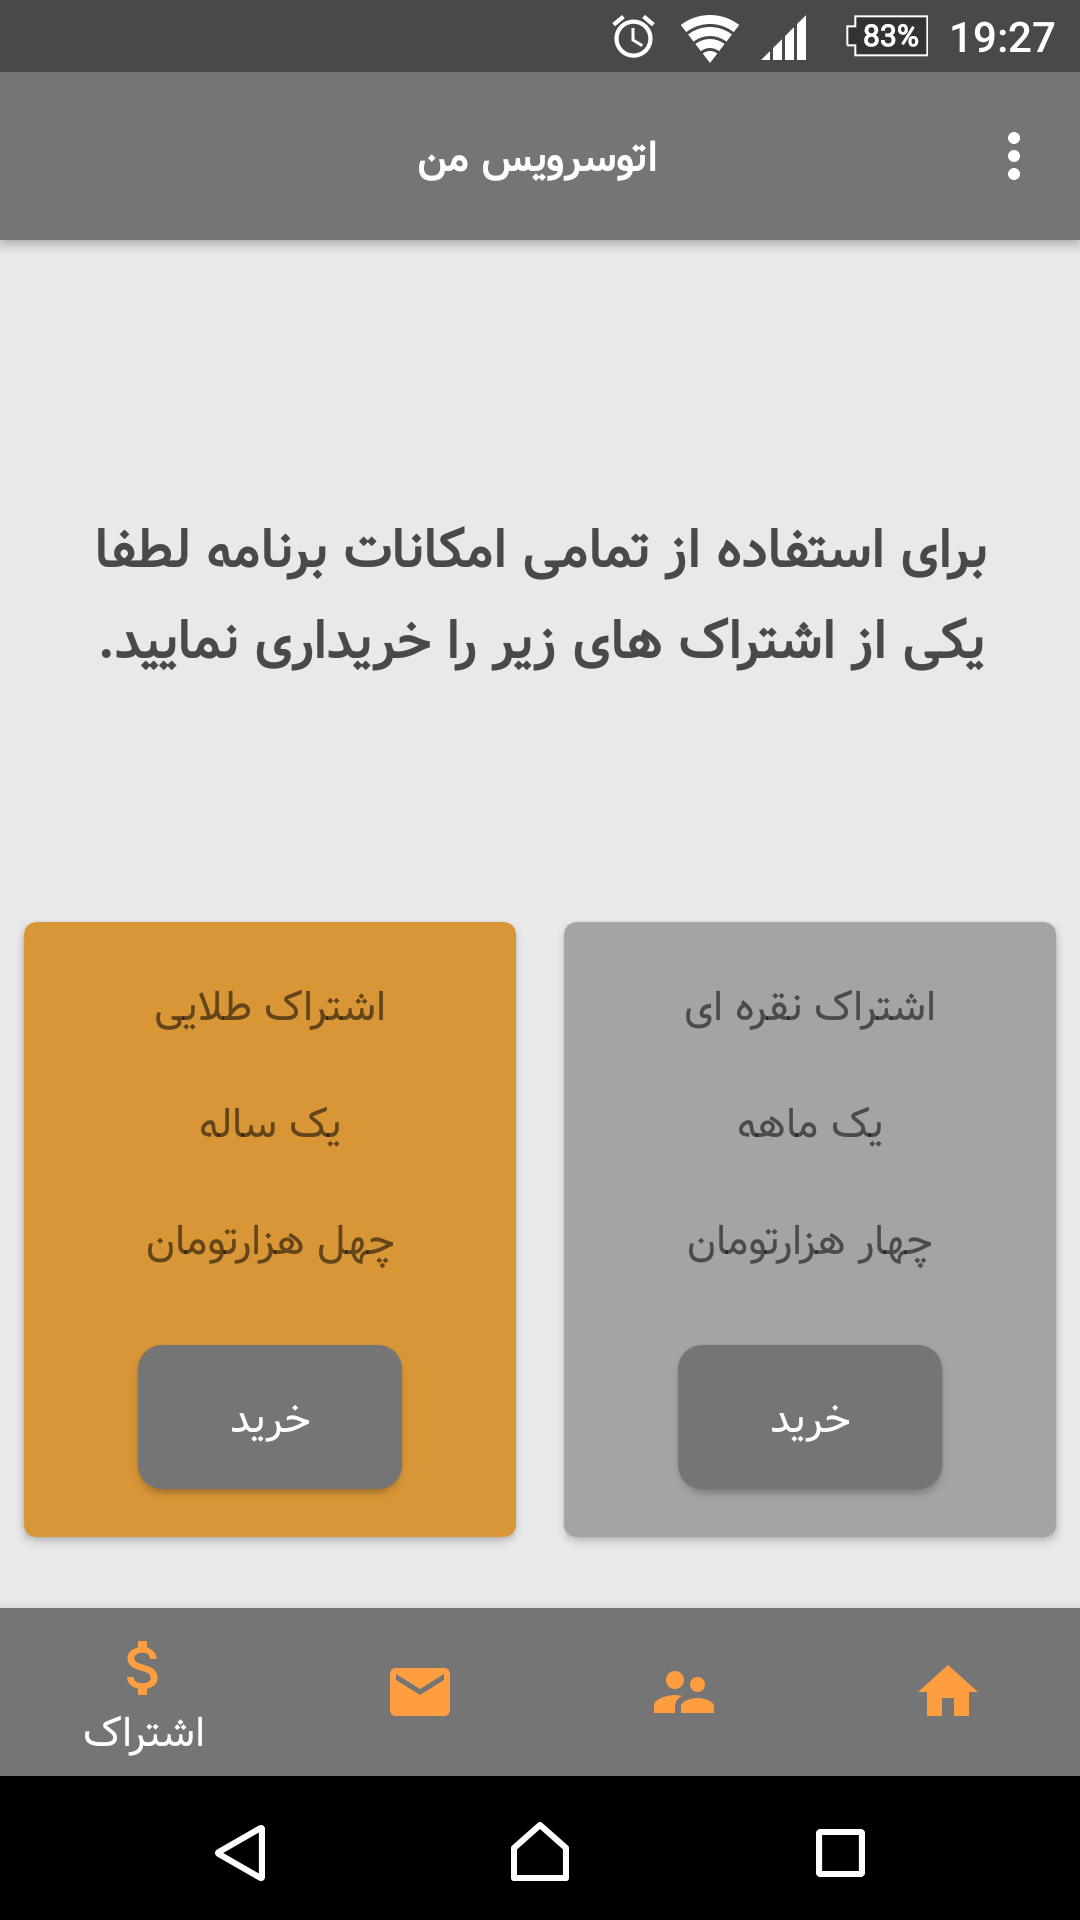 83% 19:27
اتوسرویس من
برای استفاده از تمامی امکانات برنامه لطفا
یکی از اشتراک های زیر را خریداری نمایید.
اشتراک نقره ای
یک ماهه
چهار هزارتومان
خرید
اشتراک طلایی
یک ساله
چهل هزارتومان
خرید
اشتراک